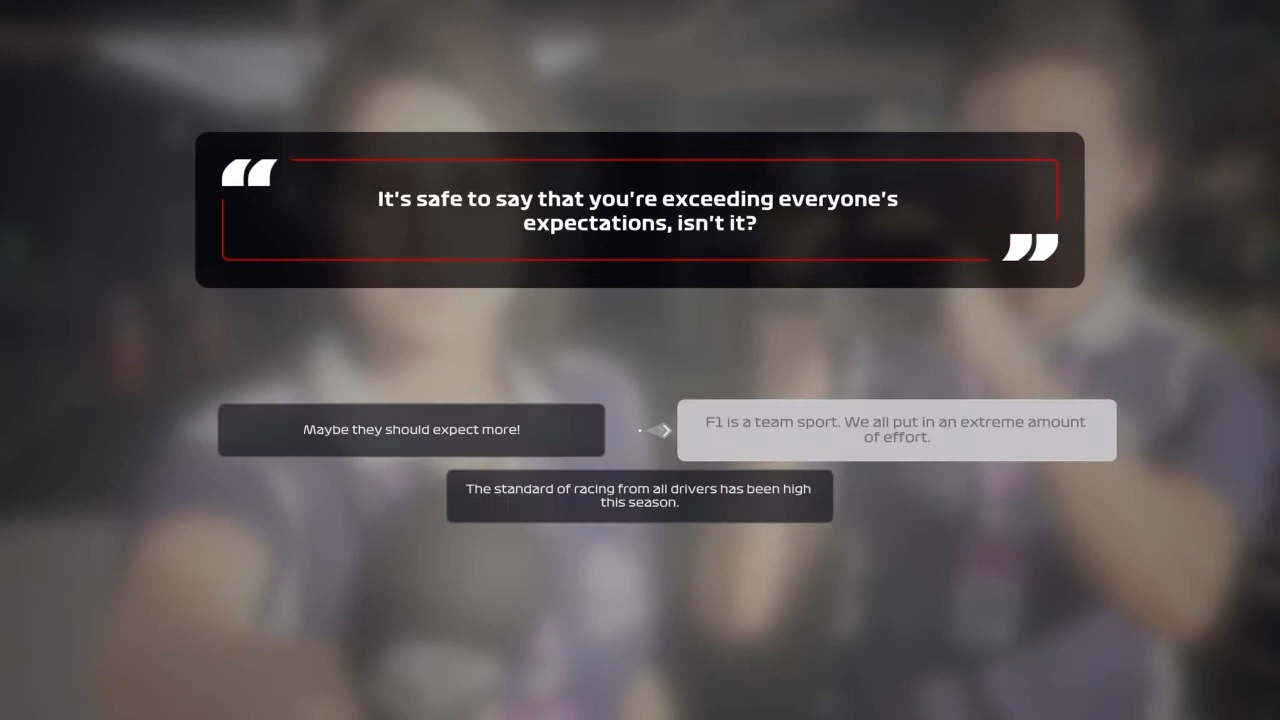 It's safe to say that you're exceeding everyone's
expectations, isn't it?
Maybe they should expect more!
F1 is a team sport. We all put in an extreme amount
of effort.
The standard of racing from all drivers has been high
this season.